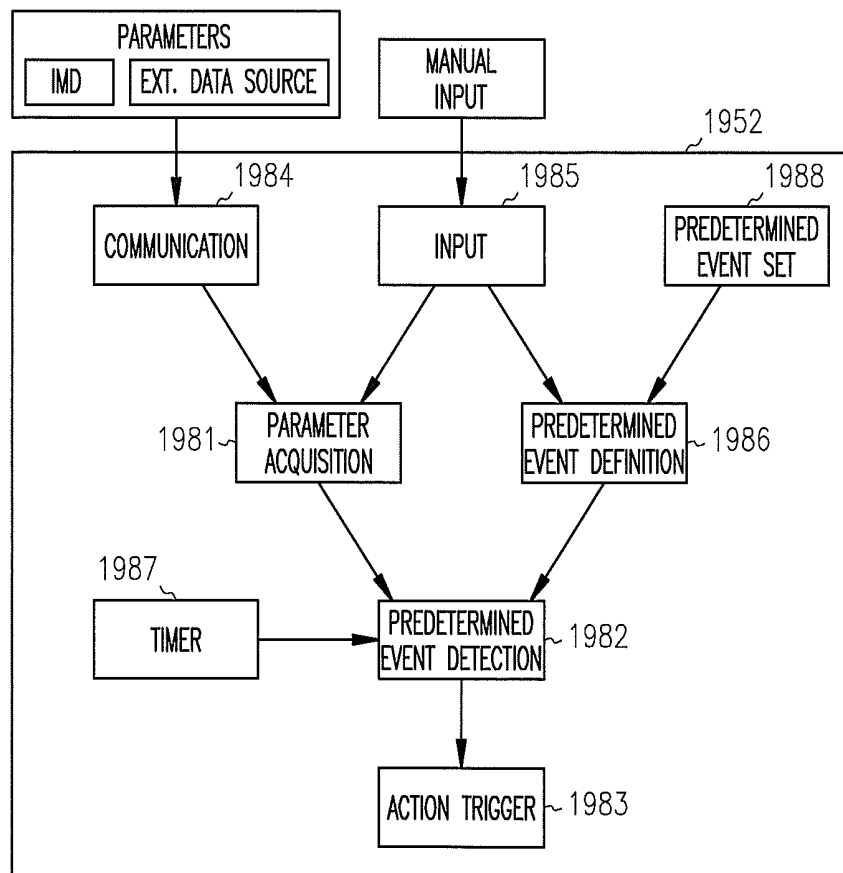 PARAMETERS
IMD
EXT. DATA SOURCE
MANUAL
INPUT
1952
1984
1985
1988
COMMUNICATION
INPUT
PREDETERMINED
EVENT SET
1981
PARAMETER
ACQUISITION
PREDETERMINED
EVENT DEFINITION
1986
1987
TIMER
PREDETERMINED
EVENT DETECTION
1982
ACTION TRIGGER
1983